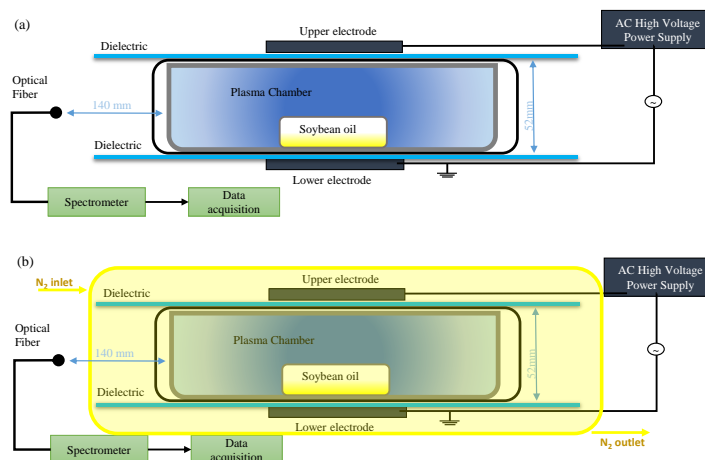 (a)
Upper electrode
AC High Voltage
Power Supply
Dielectric
Optical
Fiber
140 mm
Plasma Chamber
52mm
~
Soybean oil
Dielectric
Lower electrode
Spectrometer
Data
acquisition
(b)
N2 inlet
Upper electrode
AC High Voltage
Power Supply
Dielectric
Optical
Fiber
140 mm
Plasma Chamber
52mm
~
Soybean oil
Dielectric
Lower electrode
N2 outlet
Spectrometer
Data
acquisition